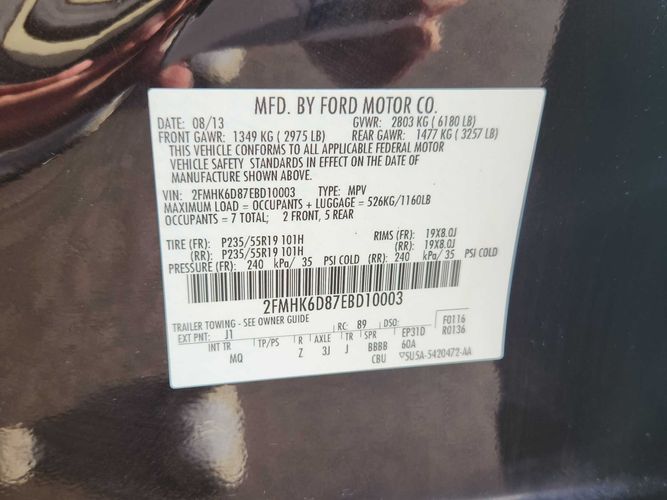 MFD. BY FORD MOTOR CO.
DATE: 08/13 GVWR: 2803 KG ( 6180 LB)
FRONT GAWR: 1349 KG ( 2975 LB) REAR GAWR: 1477 KG ( 3257 LB)
THIS VEHICLE CONFORMS TO ALL APPLICABLE FEDERAL MOTOR
VEHICLE SAFETY STANDARDS IN EFFECT ON THE DATE OF
MANUFACTURE SHOWN ABOVE.
VIN: 2FMHK6D87EBD10003 TYPE: MPV
MAXIMUM LOAD = OCCUPANTS + LUGGAGE = 526KG/1160LB
OCCUPANTS = 7 TOTAL; 2 FRONT, 5 REAR
TIRE (FR): P235/55R19 101H RIMS (FR): 19X8.0J
(RR): P235/55R19 101H (RR): 19X8.0J
PRESSURE (FR): 240 kPa/ 35 PSI COLD (RR): 240 kPa/ 35 PSI COLD
2FMHK6D87EBD10003
TRAILER TOWING - SEE OWNER GUIDE
EXT PNT: J1 RC: 89 DSO: F0116
INT TR TP/PS R AXLE TR SPR EP31D R0136
MQ Z 3J J BBBB 60A
CBU 5U5A-5420472-AA